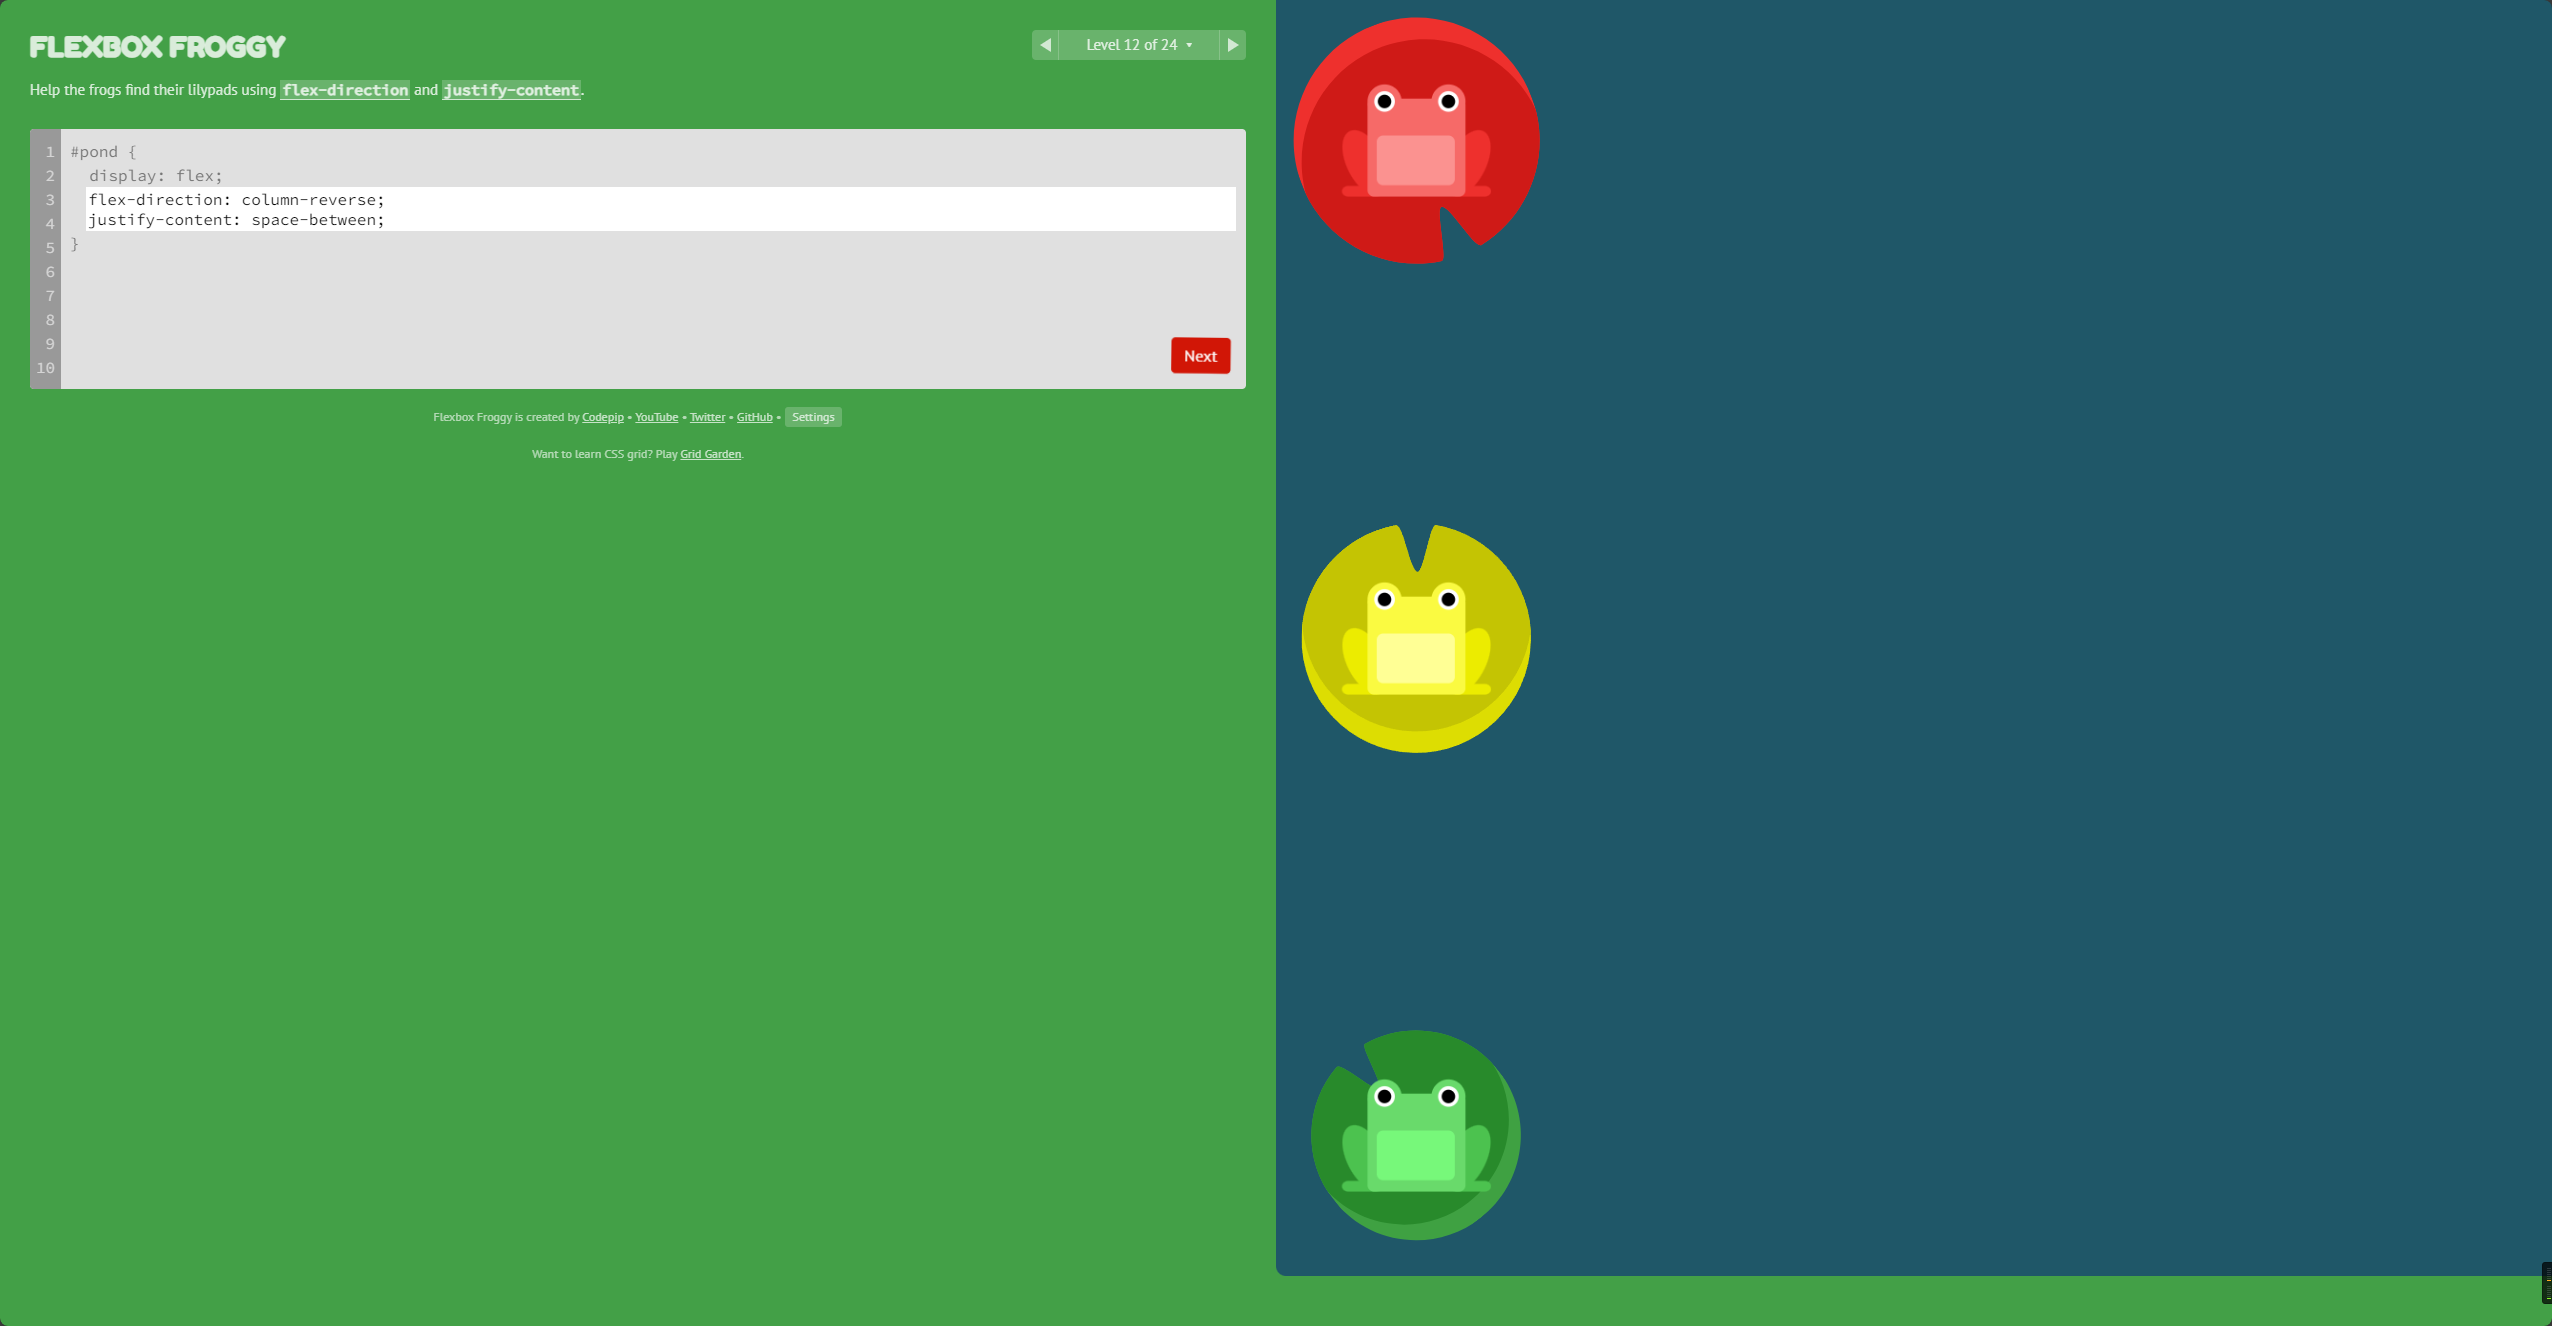 FLEXBOX FROGGY
◀ Level 12 of 24 ▾ ▶
Help the frogs find their lilypads using flex-direction and justify-content.
1 #pond {
2 display: flex;
3 flex-direction: column-reverse;
4 justify-content: space-between;
5 }
6
7
8
9
10
Next
Flexbox Froggy is created by Codepip • YouTube • Twitter • GitHub • Settings
Want to learn CSS grid? Play Grid Garden.